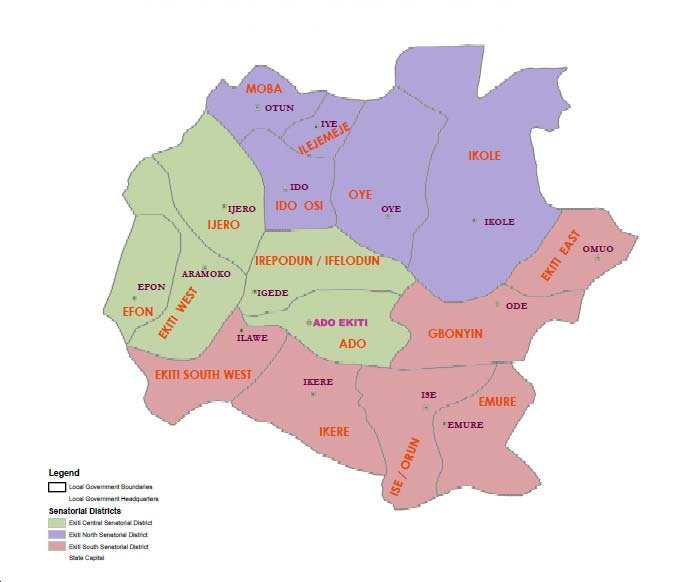 MOBA
OTUN
IYE
ILEJEMEJE
IKOLE
IDO
IDO OSI
OYE
OYE
IKOLE
IJERO
IJERO
EKITI EAST
OMUO
IREPODUN / IFELODUN
ARAMOKO
IGEDE
EFON
EFON
EKITI WEST
ADO EKITI
ADO
ODE
GBONYIN
ILAWE
EKITI SOUTH WEST
IKERE
IKERE
ISE
ISE / ORUN
EMURE
EMURE
Legend
Local Government Boundaries
Local Government Headquarters
Senatorial Districts
Ekiti Central Senatorial District
Ekiti North Senatorial District
Ekiti South Senatorial District
State Capital